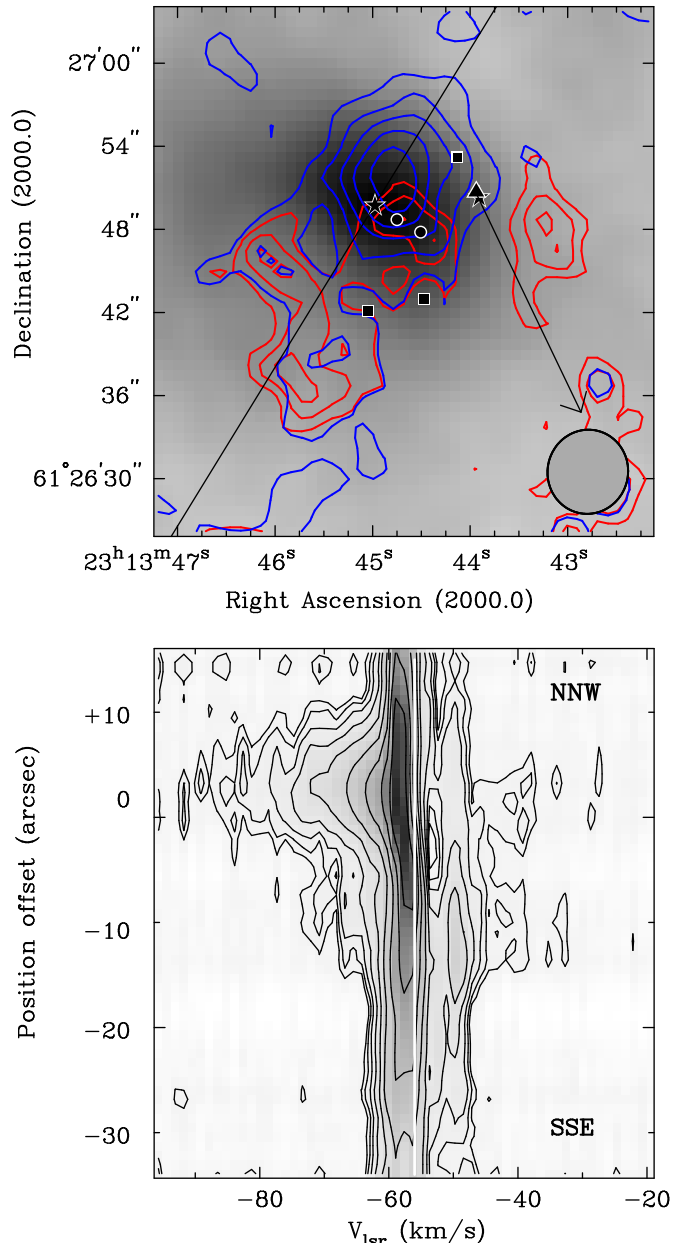 27′00″
54″
48″
42″
36″
61°26′30″
Declination (2000.0)
23ʰ13ᵐ47ˢ 46ˢ 45ˢ 44ˢ 43ˢ
Right Ascension (2000.0)
NNW
+10
0
−10
−20
−30
Position offset (arcsec)
SSE
−80 −60 −40 −20
V_lsr (km/s)